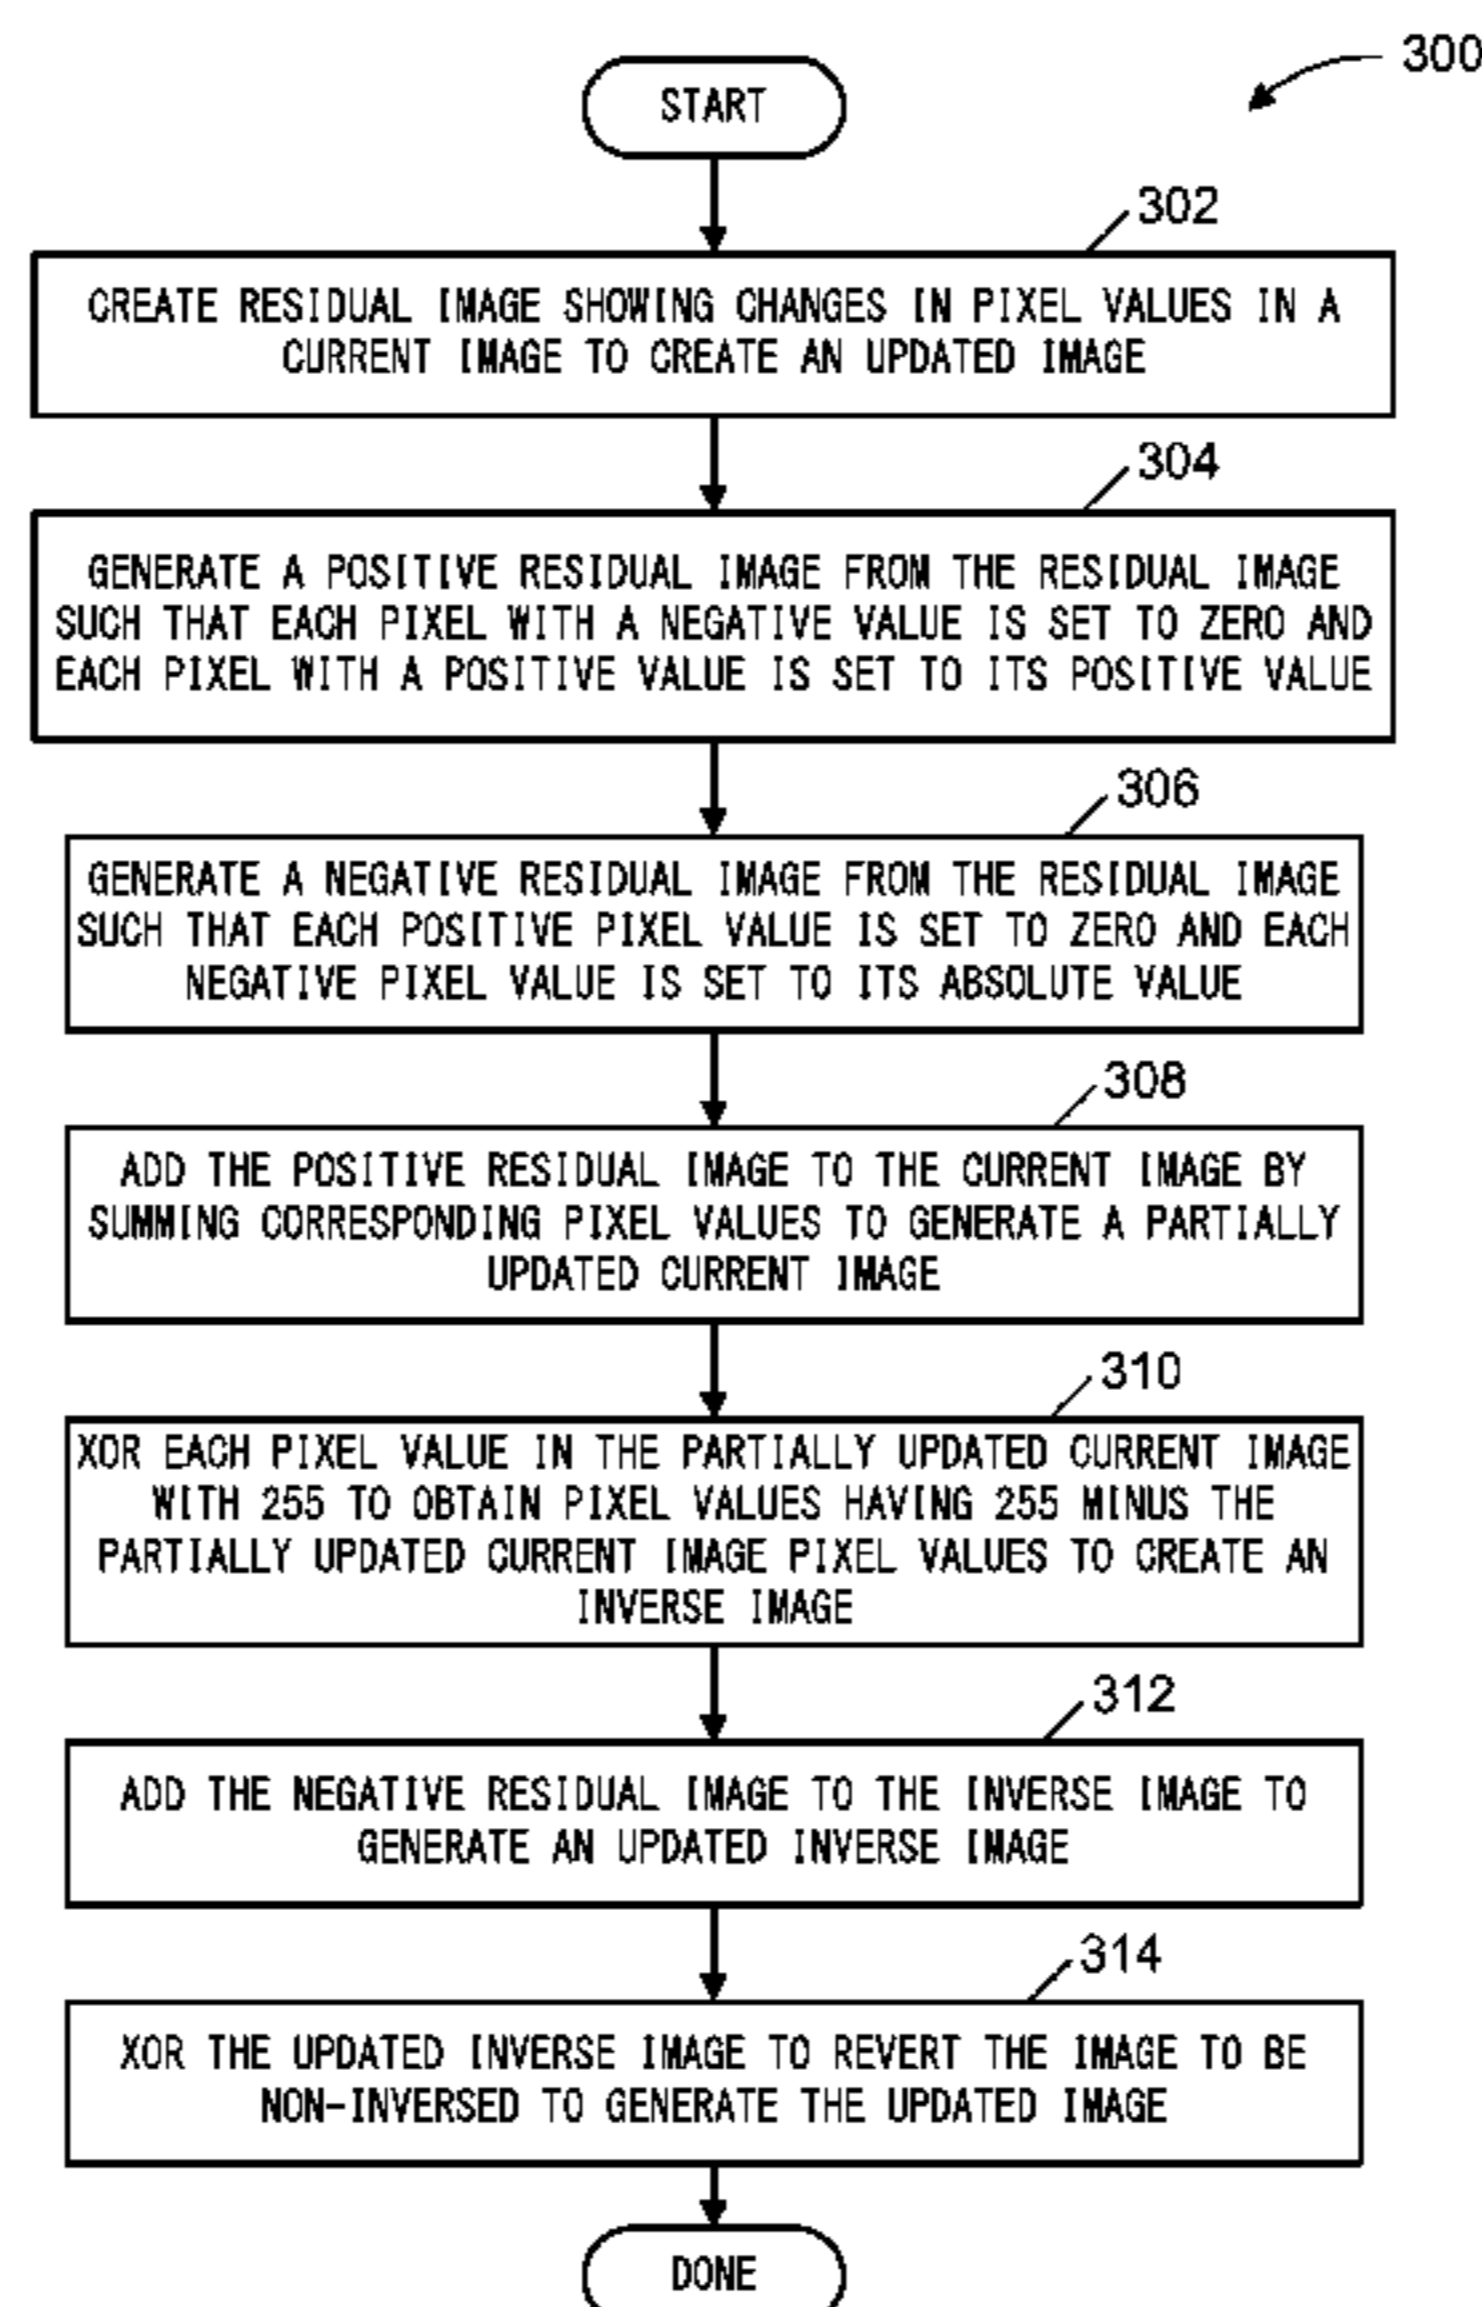 300
START
302
CREATE RESIDUAL IMAGE SHOWING CHANGES IN PIXEL VALUES IN A
CURRENT IMAGE TO CREATE AN UPDATED IMAGE
304
GENERATE A POSITIVE RESIDUAL IMAGE FROM THE RESIDUAL IMAGE
SUCH THAT EACH PIXEL WITH A NEGATIVE VALUE IS SET TO ZERO AND
EACH PIXEL WITH A POSITIVE VALUE IS SET TO ITS POSITIVE VALUE
306
GENERATE A NEGATIVE RESIDUAL IMAGE FROM THE RESIDUAL IMAGE
SUCH THAT EACH POSITIVE PIXEL VALUE IS SET TO ZERO AND EACH
NEGATIVE PIXEL VALUE IS SET TO ITS ABSOLUTE VALUE
308
ADD THE POSITIVE RESIDUAL IMAGE TO THE CURRENT IMAGE BY
SUMMING CORRESPONDING PIXEL VALUES TO GENERATE A PARTIALLY
UPDATED CURRENT IMAGE
310
XOR EACH PIXEL VALUE IN THE PARTIALLY UPDATED CURRENT IMAGE
WITH 255 TO OBTAIN PIXEL VALUES HAVING 255 MINUS THE
PARTIALLY UPDATED CURRENT IMAGE PIXEL VALUES TO CREATE AN
INVERSE IMAGE
312
ADD THE NEGATIVE RESIDUAL IMAGE TO THE INVERSE IMAGE TO
GENERATE AN UPDATED INVERSE IMAGE
314
XOR THE UPDATED INVERSE IMAGE TO REVERT THE IMAGE TO BE
NON-INVERSED TO GENERATE THE UPDATED IMAGE
DONE